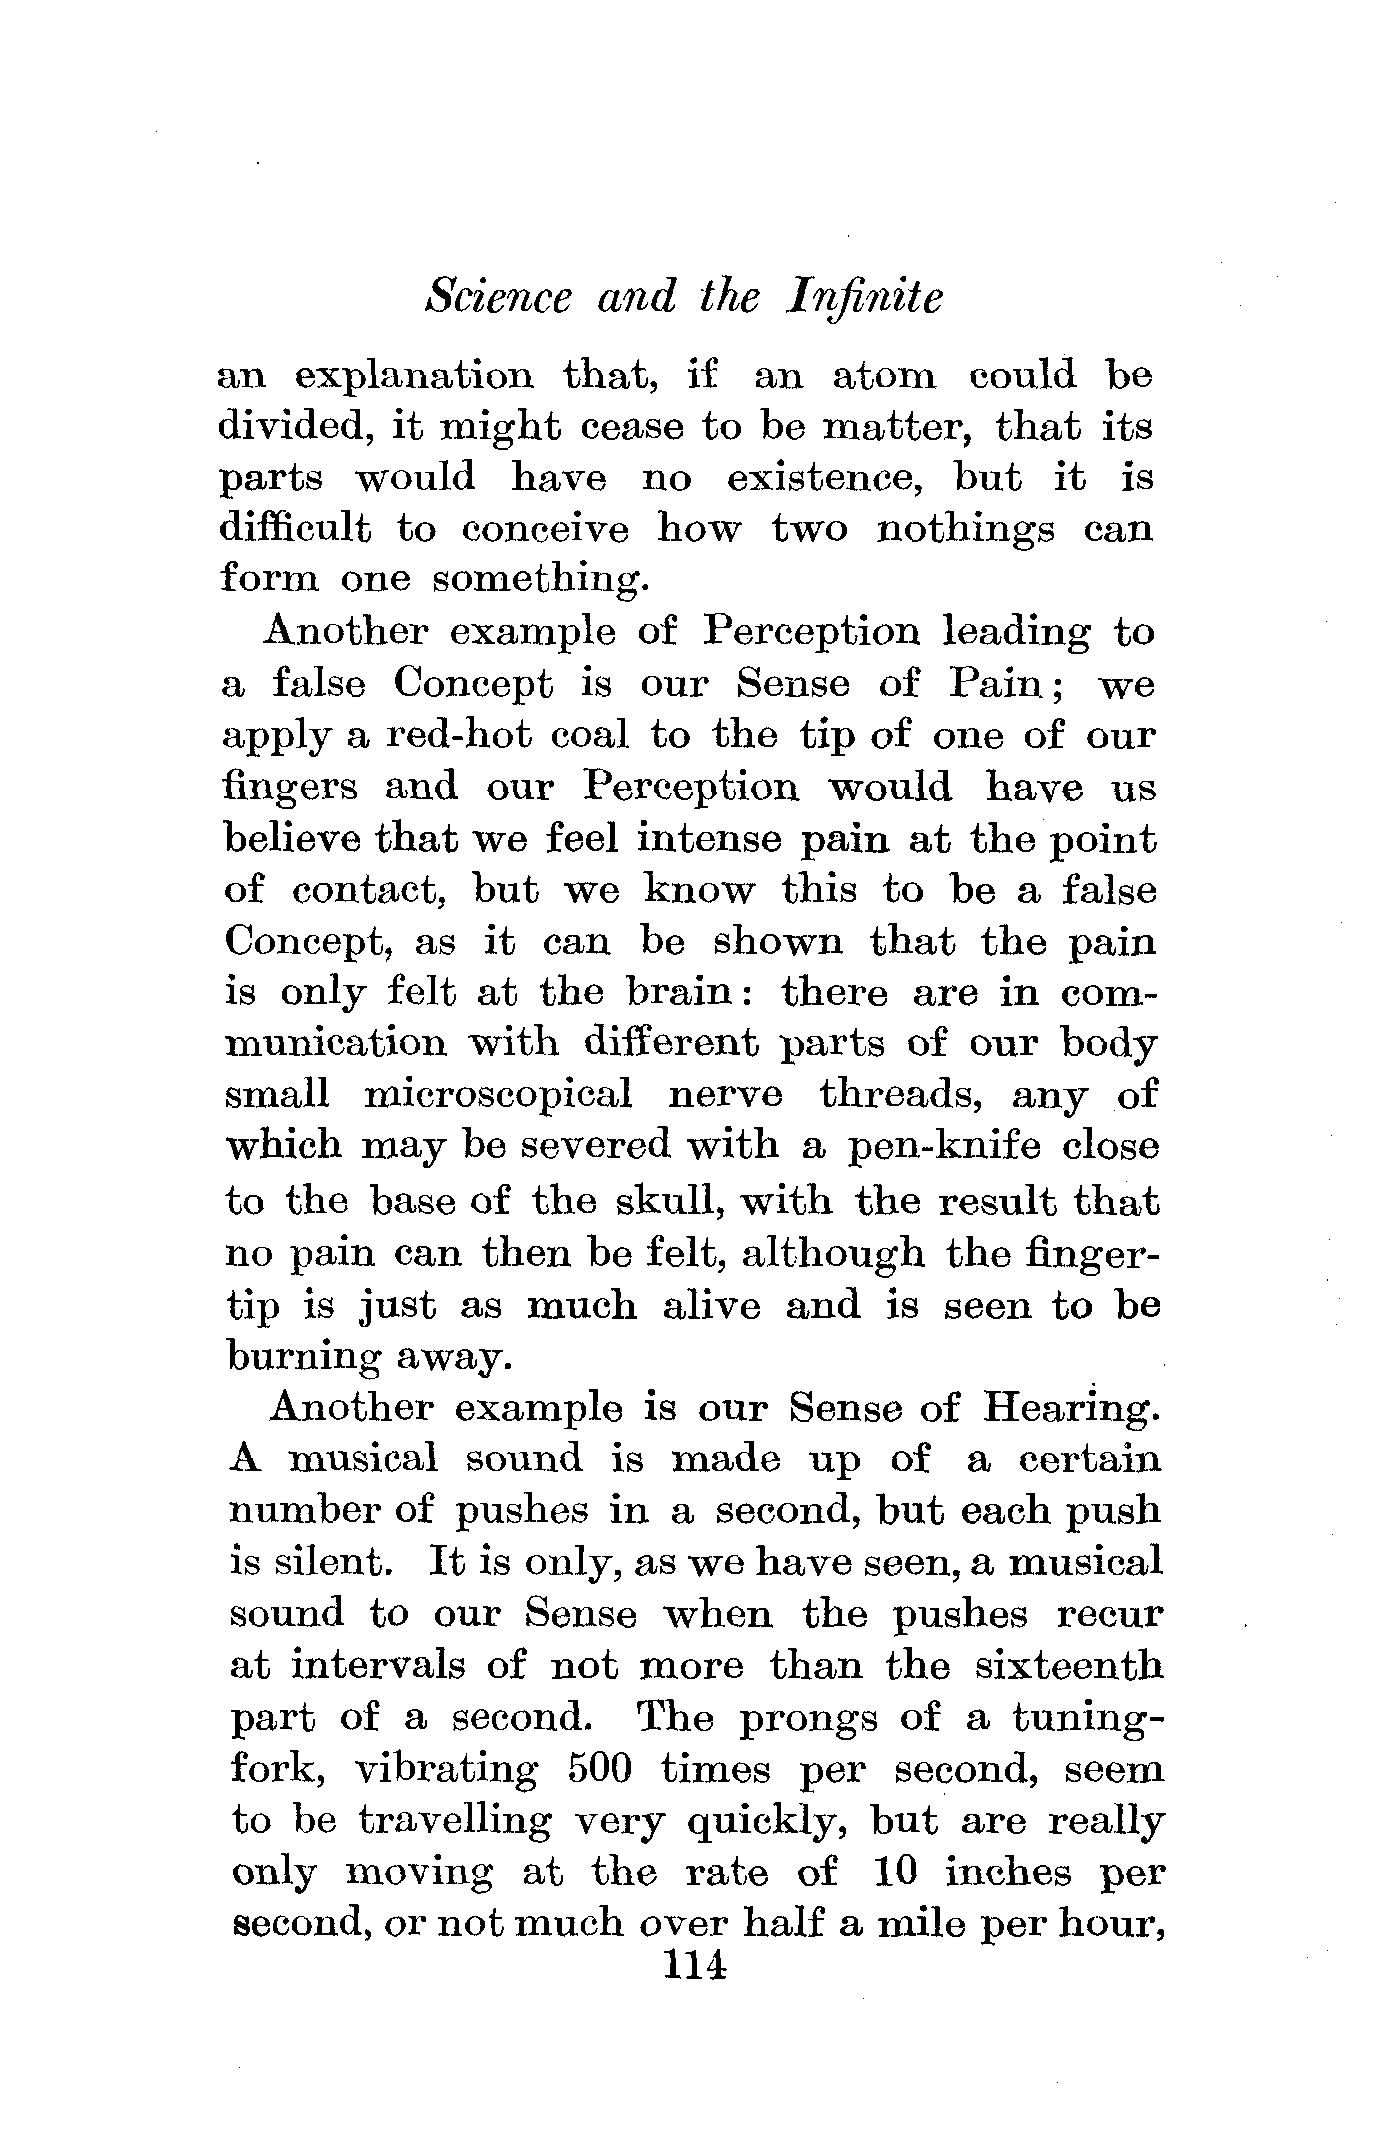 Science and the Infinite
an explanation that, if an atom could be
divided, it might cease to be matter, that its
parts would have no existence, but it is
difficult to conceive how two nothings can
form one something.
Another example of Perception leading to
a false Concept is our Sense of Pain; we
apply a red-hot coal to the tip of one of our
fingers and our Perception would have us
believe that we feel intense pain at the point
of contact, but we know this to be a false
Concept, as it can be shown that the pain
is only felt at the brain: there are in com-
munication with different parts of our body
small microscopical nerve threads, any of
which may be severed with a pen-knife close
to the base of the skull, with the result that
no pain can then be felt, although the finger-
tip is just as much alive and is seen to be
burning away.
Another example is our Sense of Hearing.
A musical sound is made up of a certain
number of pushes in a second, but each push
is silent. It is only, as we have seen, a musical
sound to our Sense when the pushes recur
at intervals of not more than the sixteenth
part of a second. The prongs of a tuning-
fork, vibrating 500 times per second, seem
to be travelling very quickly, but are really
only moving at the rate of 10 inches per
second, or not much over half a mile per hour,
114